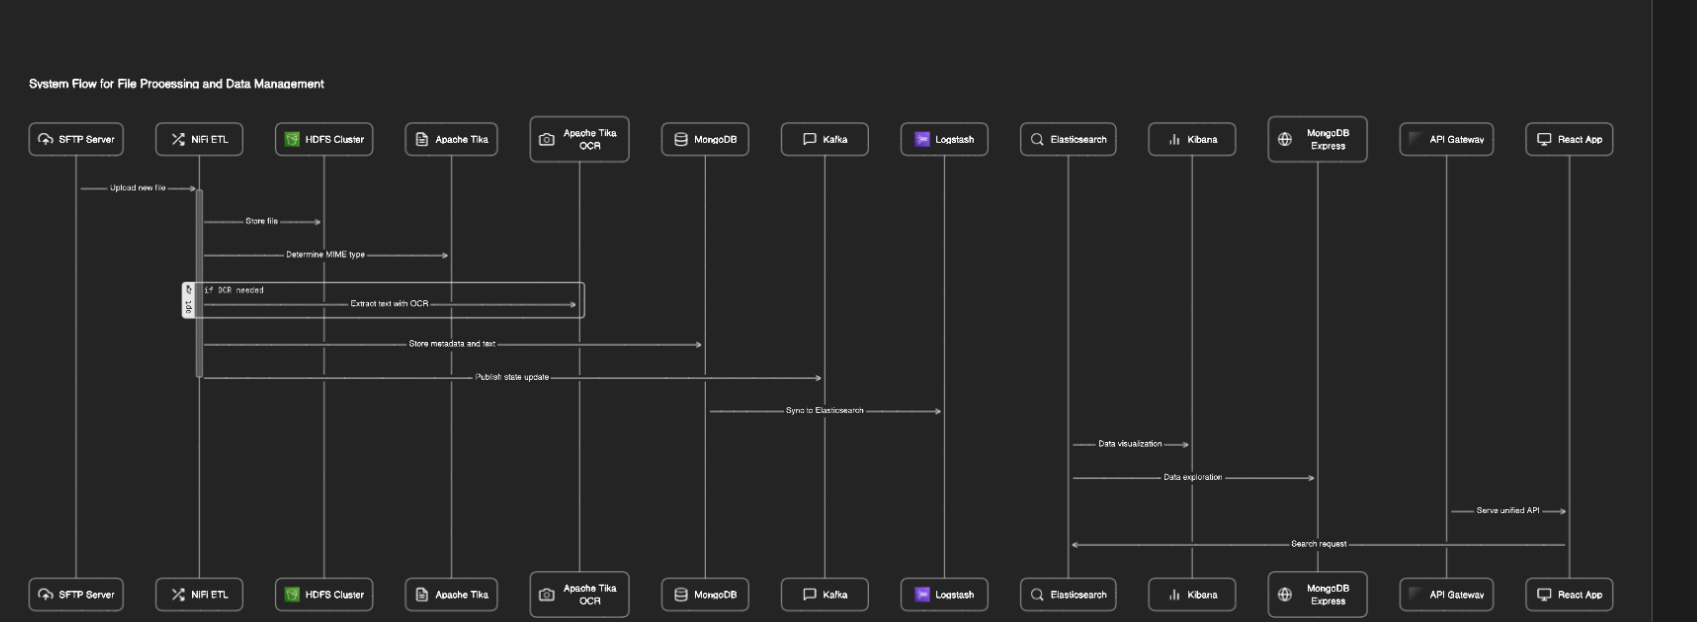 System Flow for File Processing and Data Management
SFTP Server
NiFi ETL
HDFS Cluster
Apache Tika
Apache Tika
OCR
MongoDB
Kafka
Logstash
Elasticsearch
Kibana
MongoDB
Express
API Gateway
React App
Upload new file
Store file
Determine MIME type
opt
if OCR needed
Extract text with OCR
Store metadata and text
Publish state update
Sync to Elasticsearch
Data visualization
Data exploration
Serve unified API
Search request
SFTP Server
NiFi ETL
HDFS Cluster
Apache Tika
Apache Tika
OCR
MongoDB
Kafka
Logstash
Elasticsearch
Kibana
MongoDB
Express
API Gateway
React App